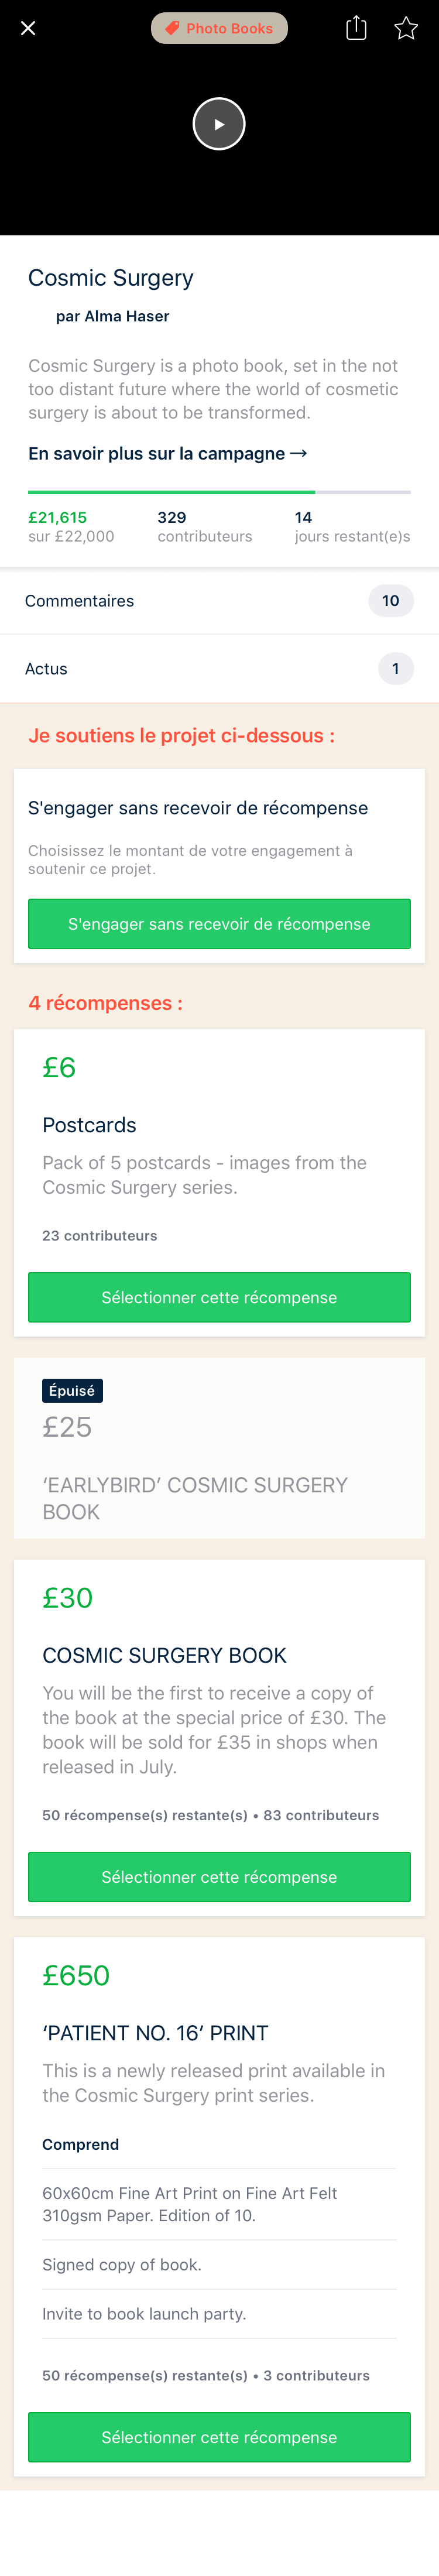 Photo Books
Cosmic Surgery
par Alma Haser
Cosmic Surgery is a photo book, set in the not
too distant future where the world of cosmetic
surgery is about to be transformed.
En savoir plus sur la campagne →
£21,615
sur £22,000
329
contributeurs
14
jours restant(e)s
Commentaires
10
Actus
1
Je soutiens le projet ci-dessous :
S'engager sans recevoir de récompense
Choisissez le montant de votre engagement à
soutenir ce projet.
S'engager sans recevoir de récompense
4 récompenses :
£6
Postcards
Pack of 5 postcards - images from the
Cosmic Surgery series.
23 contributeurs
Sélectionner cette récompense
Épuisé
£25
‘EARLYBIRD’ COSMIC SURGERY
BOOK
£30
COSMIC SURGERY BOOK
You will be the first to receive a copy of
the book at the special price of £30. The
book will be sold for £35 in shops when
released in July.
50 récompense(s) restante(s) • 83 contributeurs
Sélectionner cette récompense
£650
‘PATIENT NO. 16’ PRINT
This is a newly released print available in
the Cosmic Surgery print series.
Comprend
60x60cm Fine Art Print on Fine Art Felt
310gsm Paper. Edition of 10.
Signed copy of book.
Invite to book launch party.
50 récompense(s) restante(s) • 3 contributeurs
Sélectionner cette récompense